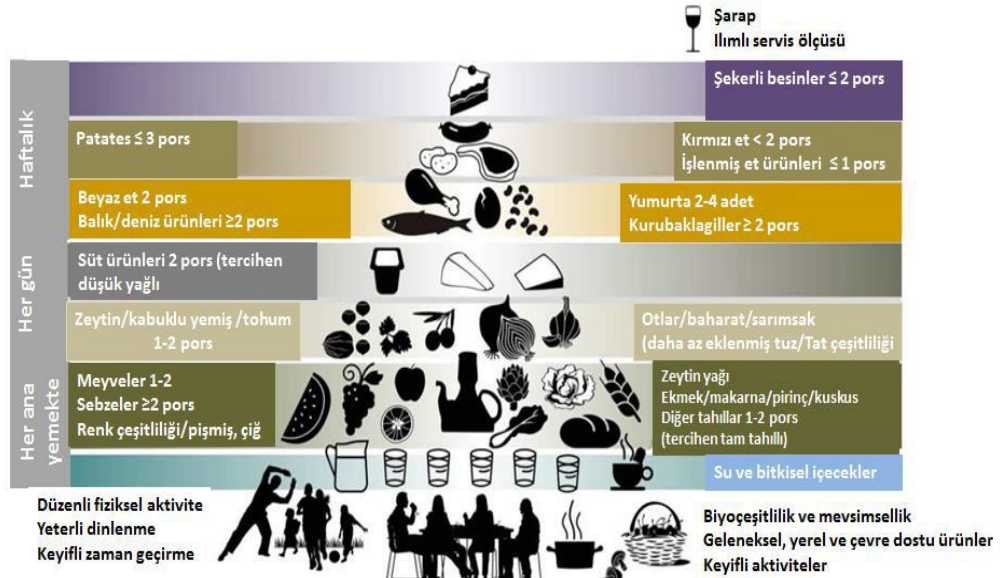 Şarap
Ilımlı servis ölçüsü
Haftalık
Şekerli besinler ≤ 2 pors
Patates ≤ 3 pors
Kırmızı et < 2 pors
İşlenmiş et ürünleri ≤ 1 pors
Beyaz et 2 pors
Balık/deniz ürünleri ≥2 pors
Yumurta 2-4 adet
Kurubaklagiller ≥ 2 pors
Her gün
Süt ürünleri 2 pors (tercihen
düşük yağlı
Zeytin/kabuklu yemiş /tohum
1-2 pors
Otlar/baharat/sarımsak
(daha az eklenmiş tuz/Tat çeşitliliği
Her ana
yemekte
Meyveler 1-2
Sebzeler ≥2 pors
Renk çeşitliliği/pişmiş, çiğ
Zeytin yağı
Ekmek/makarna/pirinç/kuskus
Diğer tahıllar 1-2 pors
(tercihen tam tahıllı)
Su ve bitkisel içecekler
Düzenli fiziksel aktivite
Yeterli dinlenme
Keyifli zaman geçirme
Biyoçeşitlilik ve mevsimsellik
Geleneksel, yerel ve çevre dostu ürünler
Keyifli aktiviteler